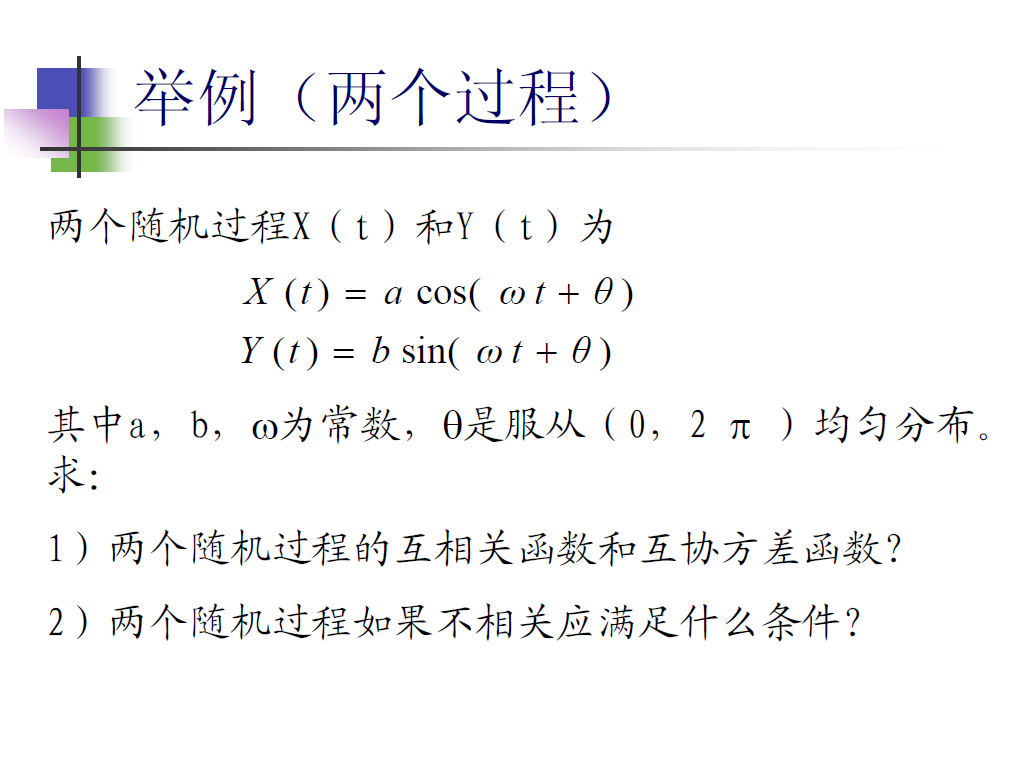 举例（两个过程）
两个随机过程X（t）和Y（t）为
X (t) = a cos( ω t + θ )
Y (t) = b sin( ω t + θ )
其中a，b，ω为常数，θ是服从（0，2 π ）均匀分布。
求：
1）两个随机过程的互相关函数和互协方差函数？
2）两个随机过程如果不相关应满足什么条件？